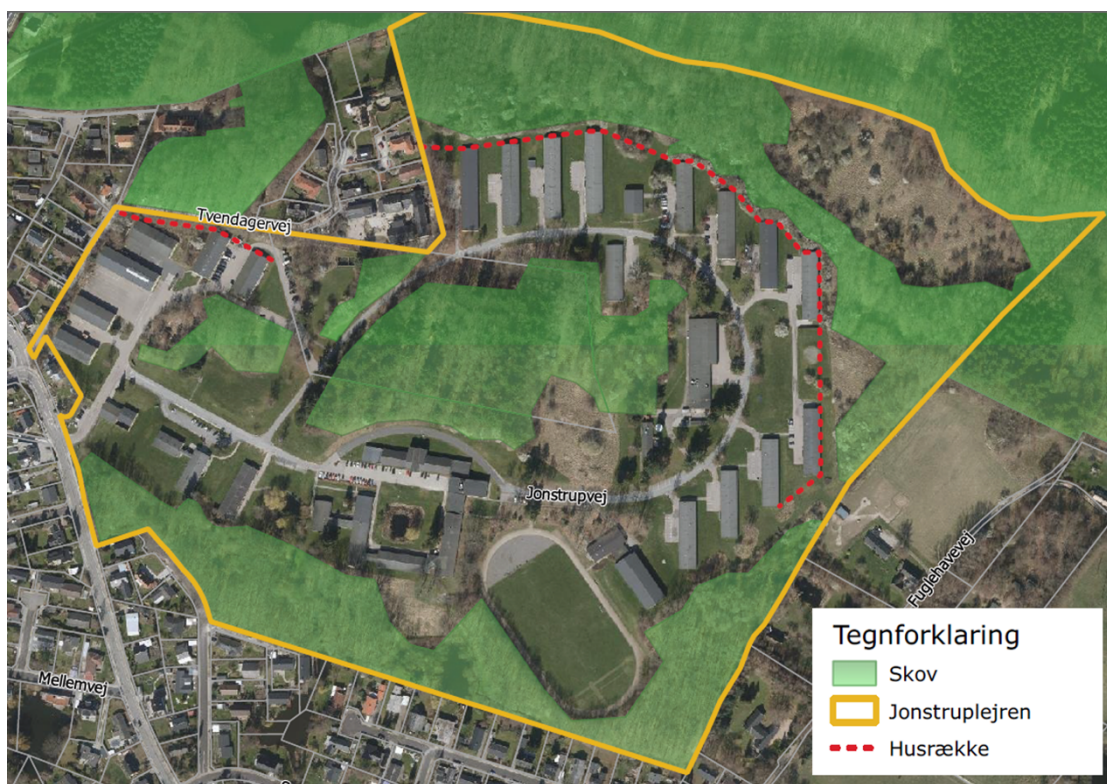 Tvendagervej
Jonstrupvej
Fuglehavevej
Mellemvej
Tegnforklaring
Skov
Jonstruplejren
Husrække